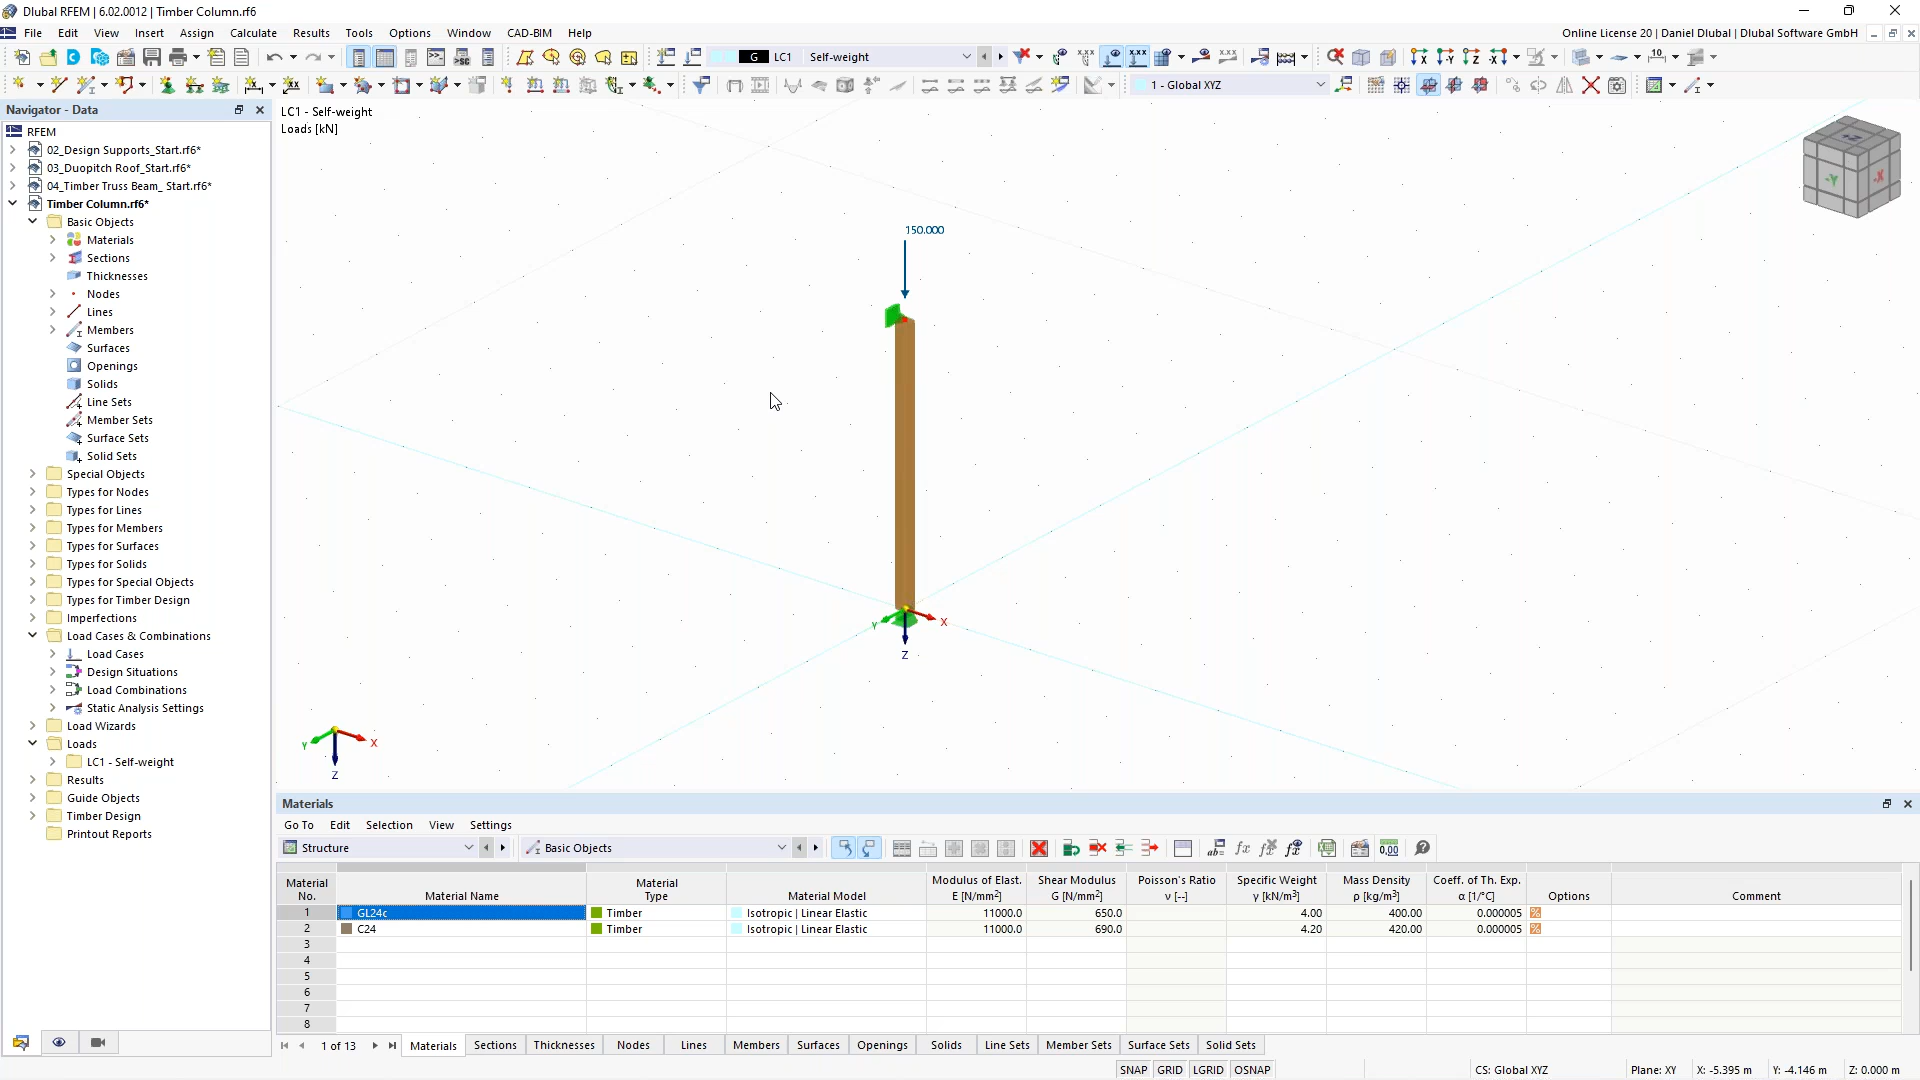 Dlubal RFEM | 6.02.0012 | Timber Column.rf6*
File Edit View Insert Assign Calculate Results Tools Options Window CAD-BIM Help
Online License 20 | Daniel Dlubal | Dlubal Software GmbH
G LC1 Self-weight
1 - Global XYZ
Navigator - Data
RFEM
02_Design Supports_Start.rf6*
03_Duopitch Roof_Start.rf6*
04_Timber Truss Beam_ Start.rf6*
Timber Column.rf6*
Basic Objects
Materials
Sections
Thicknesses
Nodes
Lines
Members
Surfaces
Openings
Solids
Line Sets
Member Sets
Surface Sets
Solid Sets
Special Objects
Types for Nodes
Types for Lines
Types for Members
Types for Surfaces
Types for Solids
Types for Special Objects
Types for Timber Design
Imperfections
Load Cases & Combinations
Load Cases
Design Situations
Load Combinations
Static Analysis Settings
Load Wizards
Loads
LC1 - Self-weight
Results
Guide Objects
Timber Design
Printout Reports
LC1 - Self-weight
Loads [kN]
150.000
Y X
Z
Y X
Z
+Z
-Y -X
Materials
Go To Edit Selection View Settings
Structure Basic Objects
Material No. Material Name Material Type Material Model Modulus of Elast. E [N/mm²] Shear Modulus G [N/mm²] Poisson's Ratio ν [--] Specific Weight γ [kN/m³] Mass Density ρ [kg/m³] Coeff. of Th. Exp. α [1/°C] Options Comment
1 GL24c Timber Isotropic | Linear Elastic 11000.0 650.0 4.00 400.00 0.000005
2 C24 Timber Isotropic | Linear Elastic 11000.0 690.0 4.20 420.00 0.000005
3
4
5
6
7
8
1 of 13 Materials Sections Thicknesses Nodes Lines Members Surfaces Openings Solids Line Sets Member Sets Surface Sets Solid Sets
SNAP GRID LGRID OSNAP CS: Global XYZ Plane: XY X: -5.395 m Y: -4.146 m Z: 0.000 m